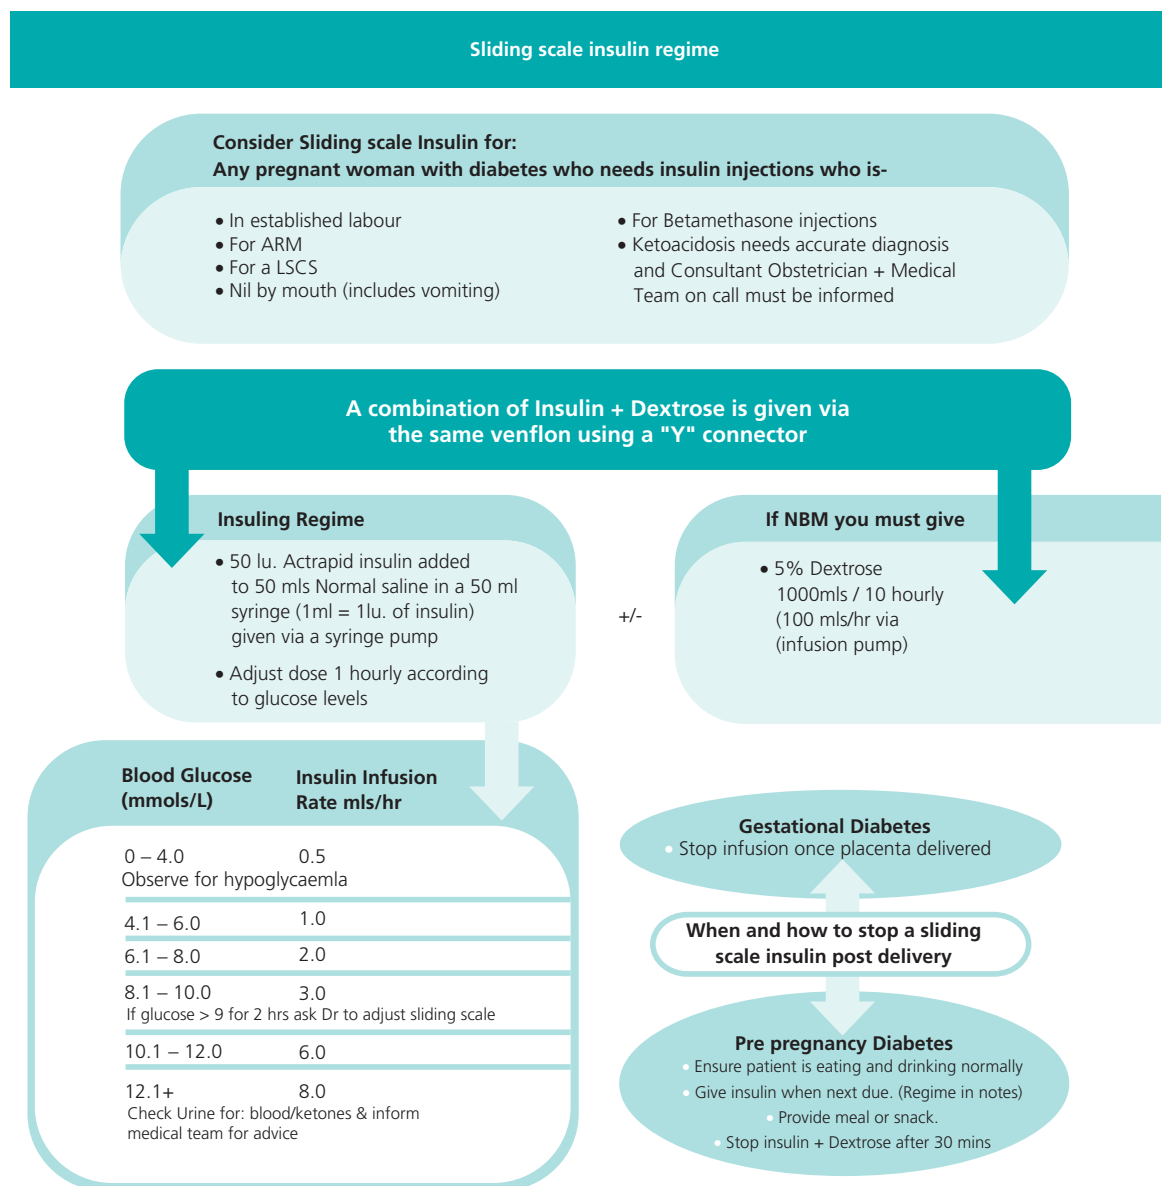 Sliding scale insulin regime
Consider Sliding scale Insulin for:
Any pregnant woman with diabetes who needs insulin injections who is-
• In established labour
• For ARM
• For a LSCS
• Nil by mouth (includes vomiting)
• For Betamethasone injections
• Ketoacidosis needs accurate diagnosis
and Consultant Obstetrician + Medical
Team on call must be informed
A combination of Insulin + Dextrose is given via
the same venflon using a "Y" connector
Insuling Regime
• 50 lu. Actrapid insulin added
to 50 mls Normal saline in a 50 ml
syringe (1ml = 1lu. of insulin)
given via a syringe pump
• Adjust dose 1 hourly according
to glucose levels
+/-
If NBM you must give
• 5% Dextrose
1000mls / 10 hourly
(100 mls/hr via
(infusion pump)
Blood Glucose (mmols/L) Insulin Infusion Rate mls/hr
0 – 4.0 0.5
Observe for hypoglycaemla
4.1 – 6.0 1.0
6.1 – 8.0 2.0
8.1 – 10.0 3.0
If glucose > 9 for 2 hrs ask Dr to adjust sliding scale
10.1 – 12.0 6.0
12.1+ 8.0
Check Urine for: blood/ketones & inform
medical team for advice
Gestational Diabetes
• Stop infusion once placenta delivered
When and how to stop a sliding
scale insulin post delivery
Pre pregnancy Diabetes
• Ensure patient is eating and drinking normally
• Give insulin when next due. (Regime in notes)
• Provide meal or snack.
• Stop insulin + Dextrose after 30 mins